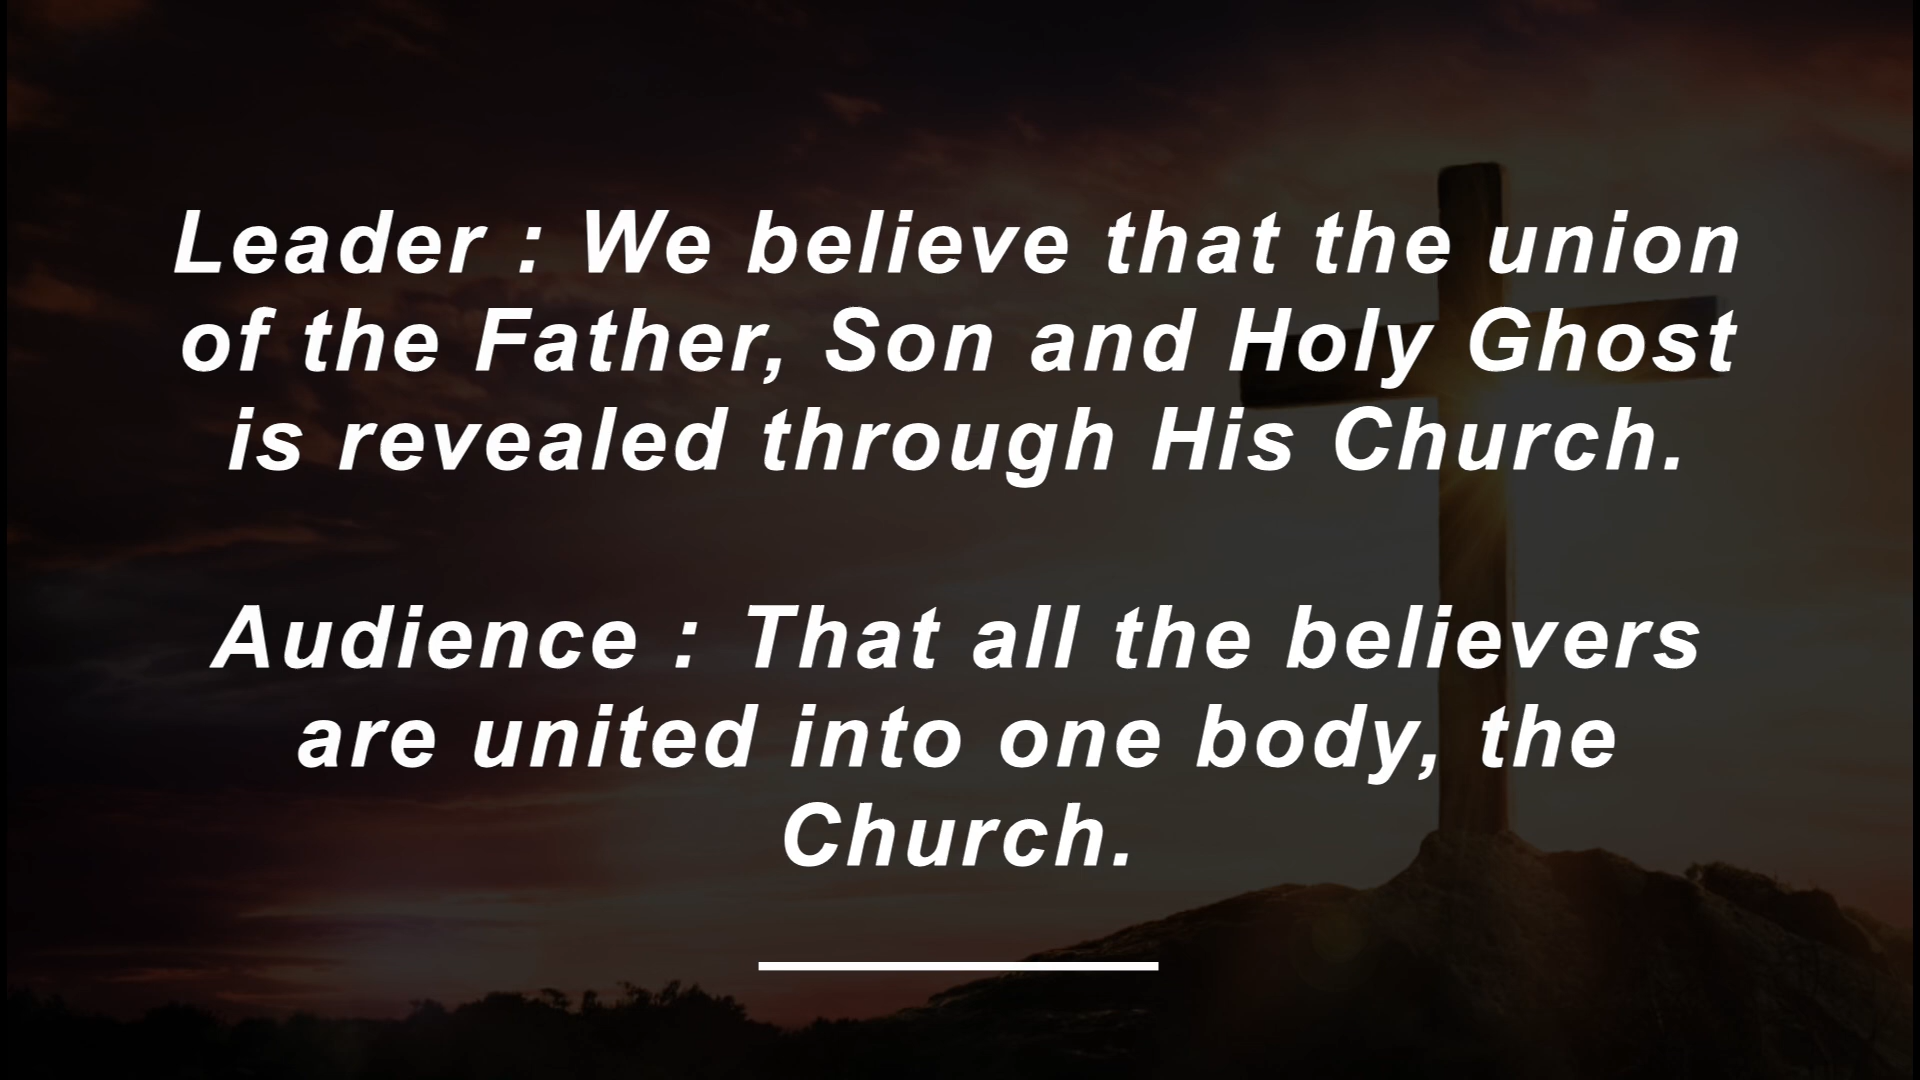 Leader : We believe that the union
of the Father, Son and Holy Ghost
is revealed through His Church.
Audience : That all the believers
are united into one body, the
Church.